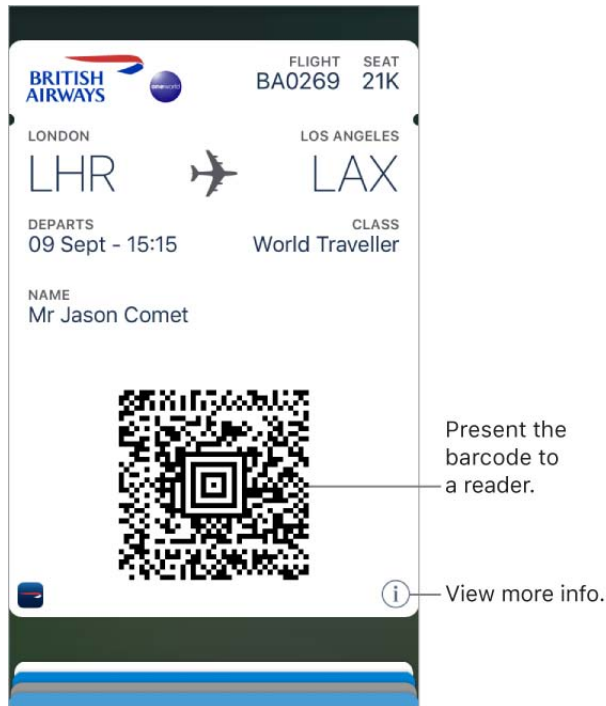 BRITISH
AIRWAYS
oneworld
FLIGHT SEAT
BA0269 21K
LONDON LOS ANGELES
LHR LAX
DEPARTS CLASS
09 Sept - 15:15 World Traveller
NAME
Mr Jason Comet
Present the
barcode to
a reader.
i
View more info.